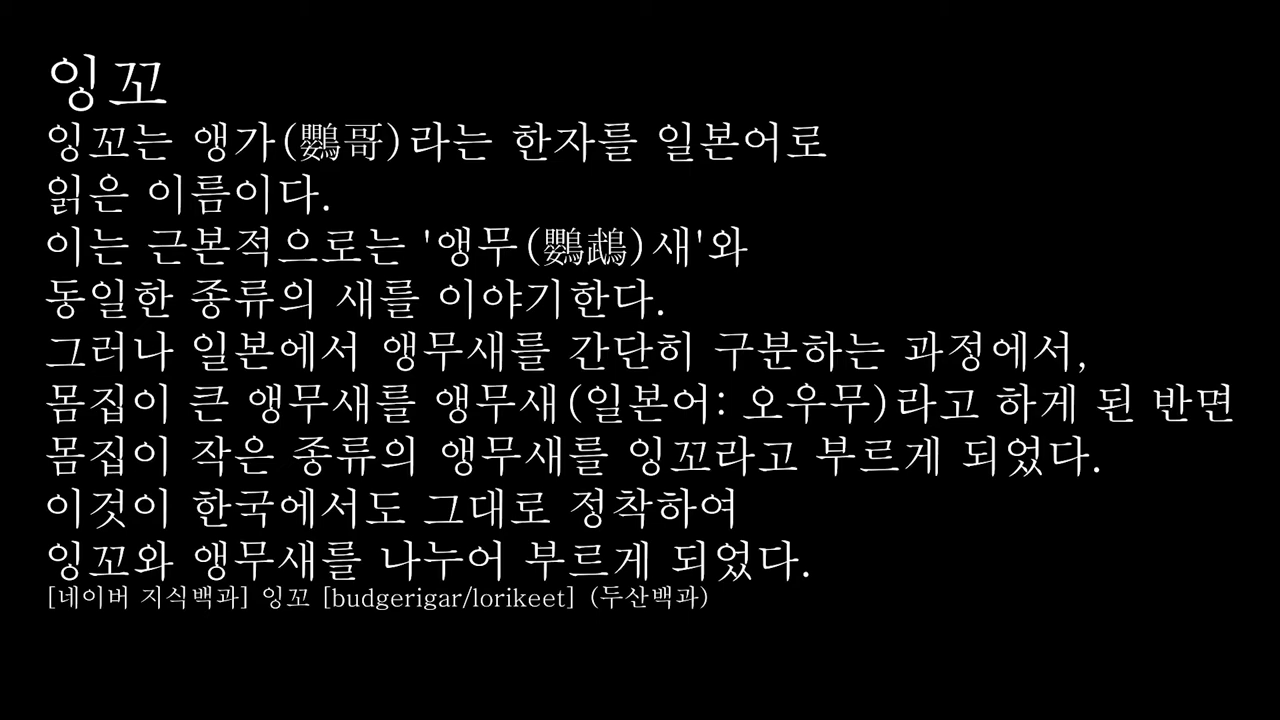 잉꼬
잉꼬는 앵가(鸚哥)라는 한자를 일본어로
읽은 이름이다.
이는 근본적으로는 '앵무(鸚鵡)새'와
동일한 종류의 새를 이야기한다.
그러나 일본에서 앵무새를 간단히 구분하는 과정에서,
몸집이 큰 앵무새를 앵무새(일본어: 오우무)라고 하게 된 반면
몸집이 작은 종류의 앵무새를 잉꼬라고 부르게 되었다.
이것이 한국에서도 그대로 정착하여
잉꼬와 앵무새를 나누어 부르게 되었다.
[네이버 지식백과] 잉꼬 [budgerigar/lorikeet] (두산백과)